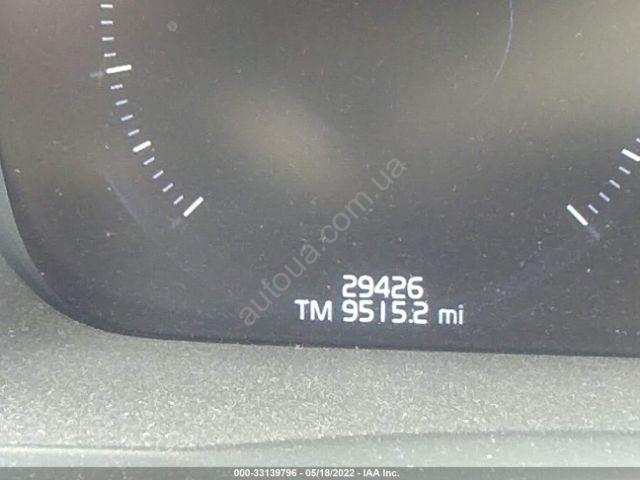 autoua.com.ua
29426
TM 9515.2 mi
000-33139796 - 05/18/2022 - IAA Inc.